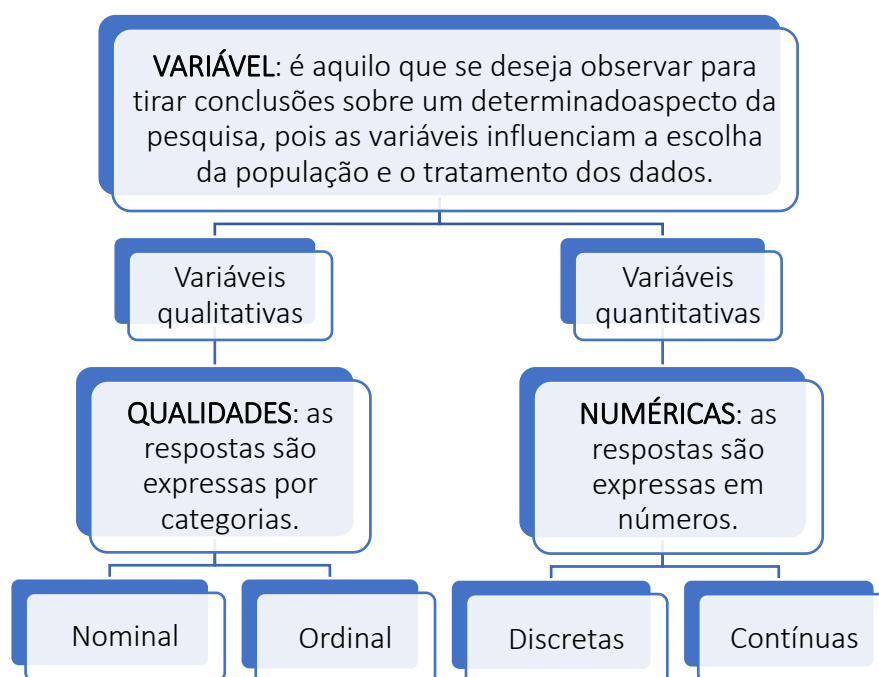 VARIÁVEL: é aquilo que se deseja observar para
tirar conclusões sobre um determinadoaspecto da
pesquisa, pois as variáveis influenciam a escolha
da população e o tratamento dos dados.
Variáveis
qualitativas
Variáveis
quantitativas
QUALIDADES: as
respostas são
expressas por
categorias.
NUMÉRICAS: as
respostas são
expressas em
números.
Nominal
Ordinal
Discretas
Contínuas